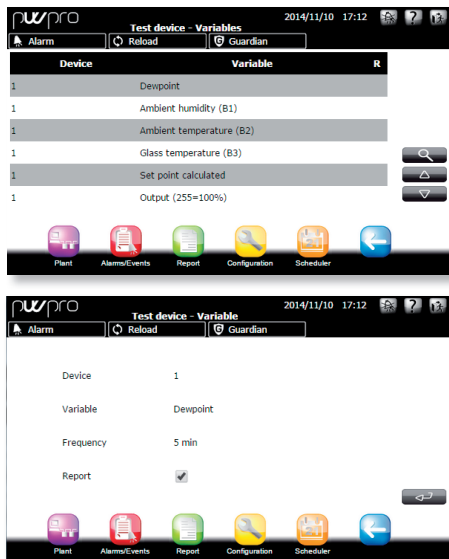 pwpro
Test device - Variables
2014/11/10 17:12
?
Alarm
Reload
G Guardian
Device Variable R
1 Dewpoint
1 Ambient humidity (B1)
1 Ambient temperature (B2)
1 Glass temperature (B3)
1 Set point calculated
1 Output (255=100%)
Plant Alarms/Events Report Configuration Scheduler
pwpro
Test device - Variable
2014/11/10 17:12
?
Alarm
Reload
G Guardian
Device 1
Variable Dewpoint
Frequency 5 min
Report
Plant Alarms/Events Report Configuration Scheduler